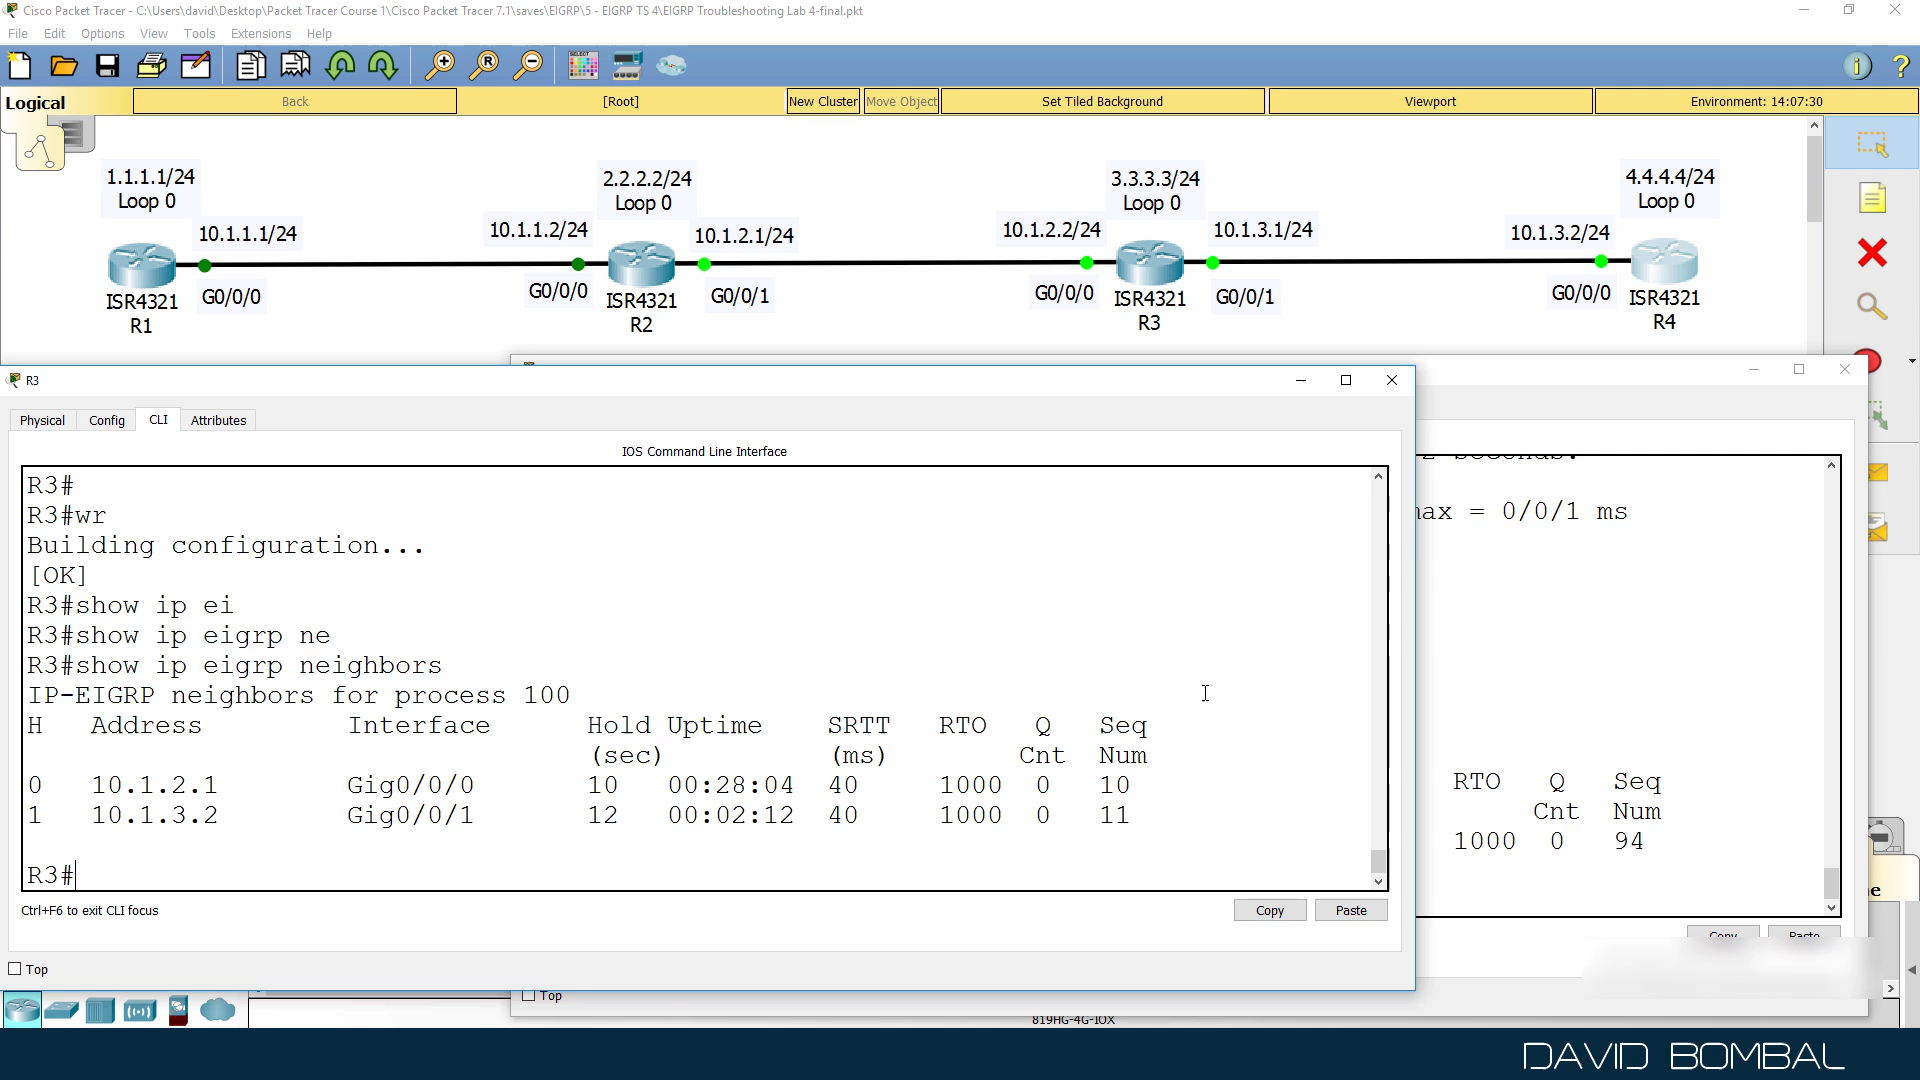 Cisco Packet Tracer - C:\Users\david\Desktop\Packet Tracer Course 1\Cisco Packet Tracer 7.1\saves\EIGRP\5 - EIGRP TS 4\EIGRP Troubleshooting Lab 4-final.pkt
File Edit Options View Tools Extensions Help
Logical Back [Root] New Cluster Move Object Set Tiled Background Viewport Environment: 14:07:30
1.1.1.1/24 2.2.2.2/24 3.3.3.3/24 4.4.4.4/24
Loop 0 Loop 0 Loop 0 Loop 0
10.1.1.1/24 10.1.1.2/24 10.1.2.1/24 10.1.2.2/24 10.1.3.1/24 10.1.3.2/24
G0/0/0 G0/0/0 G0/0/1 G0/0/0 G0/0/1 G0/0/0
ISR4321 ISR4321 ISR4321 ISR4321
R1 R2 R3 R4
R3
Physical Config CLI Attributes
IOS Command Line Interface
R3#
R3#wr
Building configuration...
[OK]
R3#show ip ei
R3#show ip eigrp ne
R3#show ip eigrp neighbors
IP-EIGRP neighbors for process 100
H Address Interface Hold Uptime SRTT RTO Q Seq
(sec) (ms) Cnt Num
0 10.1.2.1 Gig0/0/0 10 00:28:04 40 1000 0 10
1 10.1.3.2 Gig0/0/1 12 00:02:12 40 1000 0 11
R3#
Ctrl+F6 to exit CLI focus
Copy Paste
Top
max = 0/0/1 ms
RTO Q Seq
Cnt Num
1000 0 94
Copy Paste
Top
819HG-4G-IOX
DAVID BOMBAL